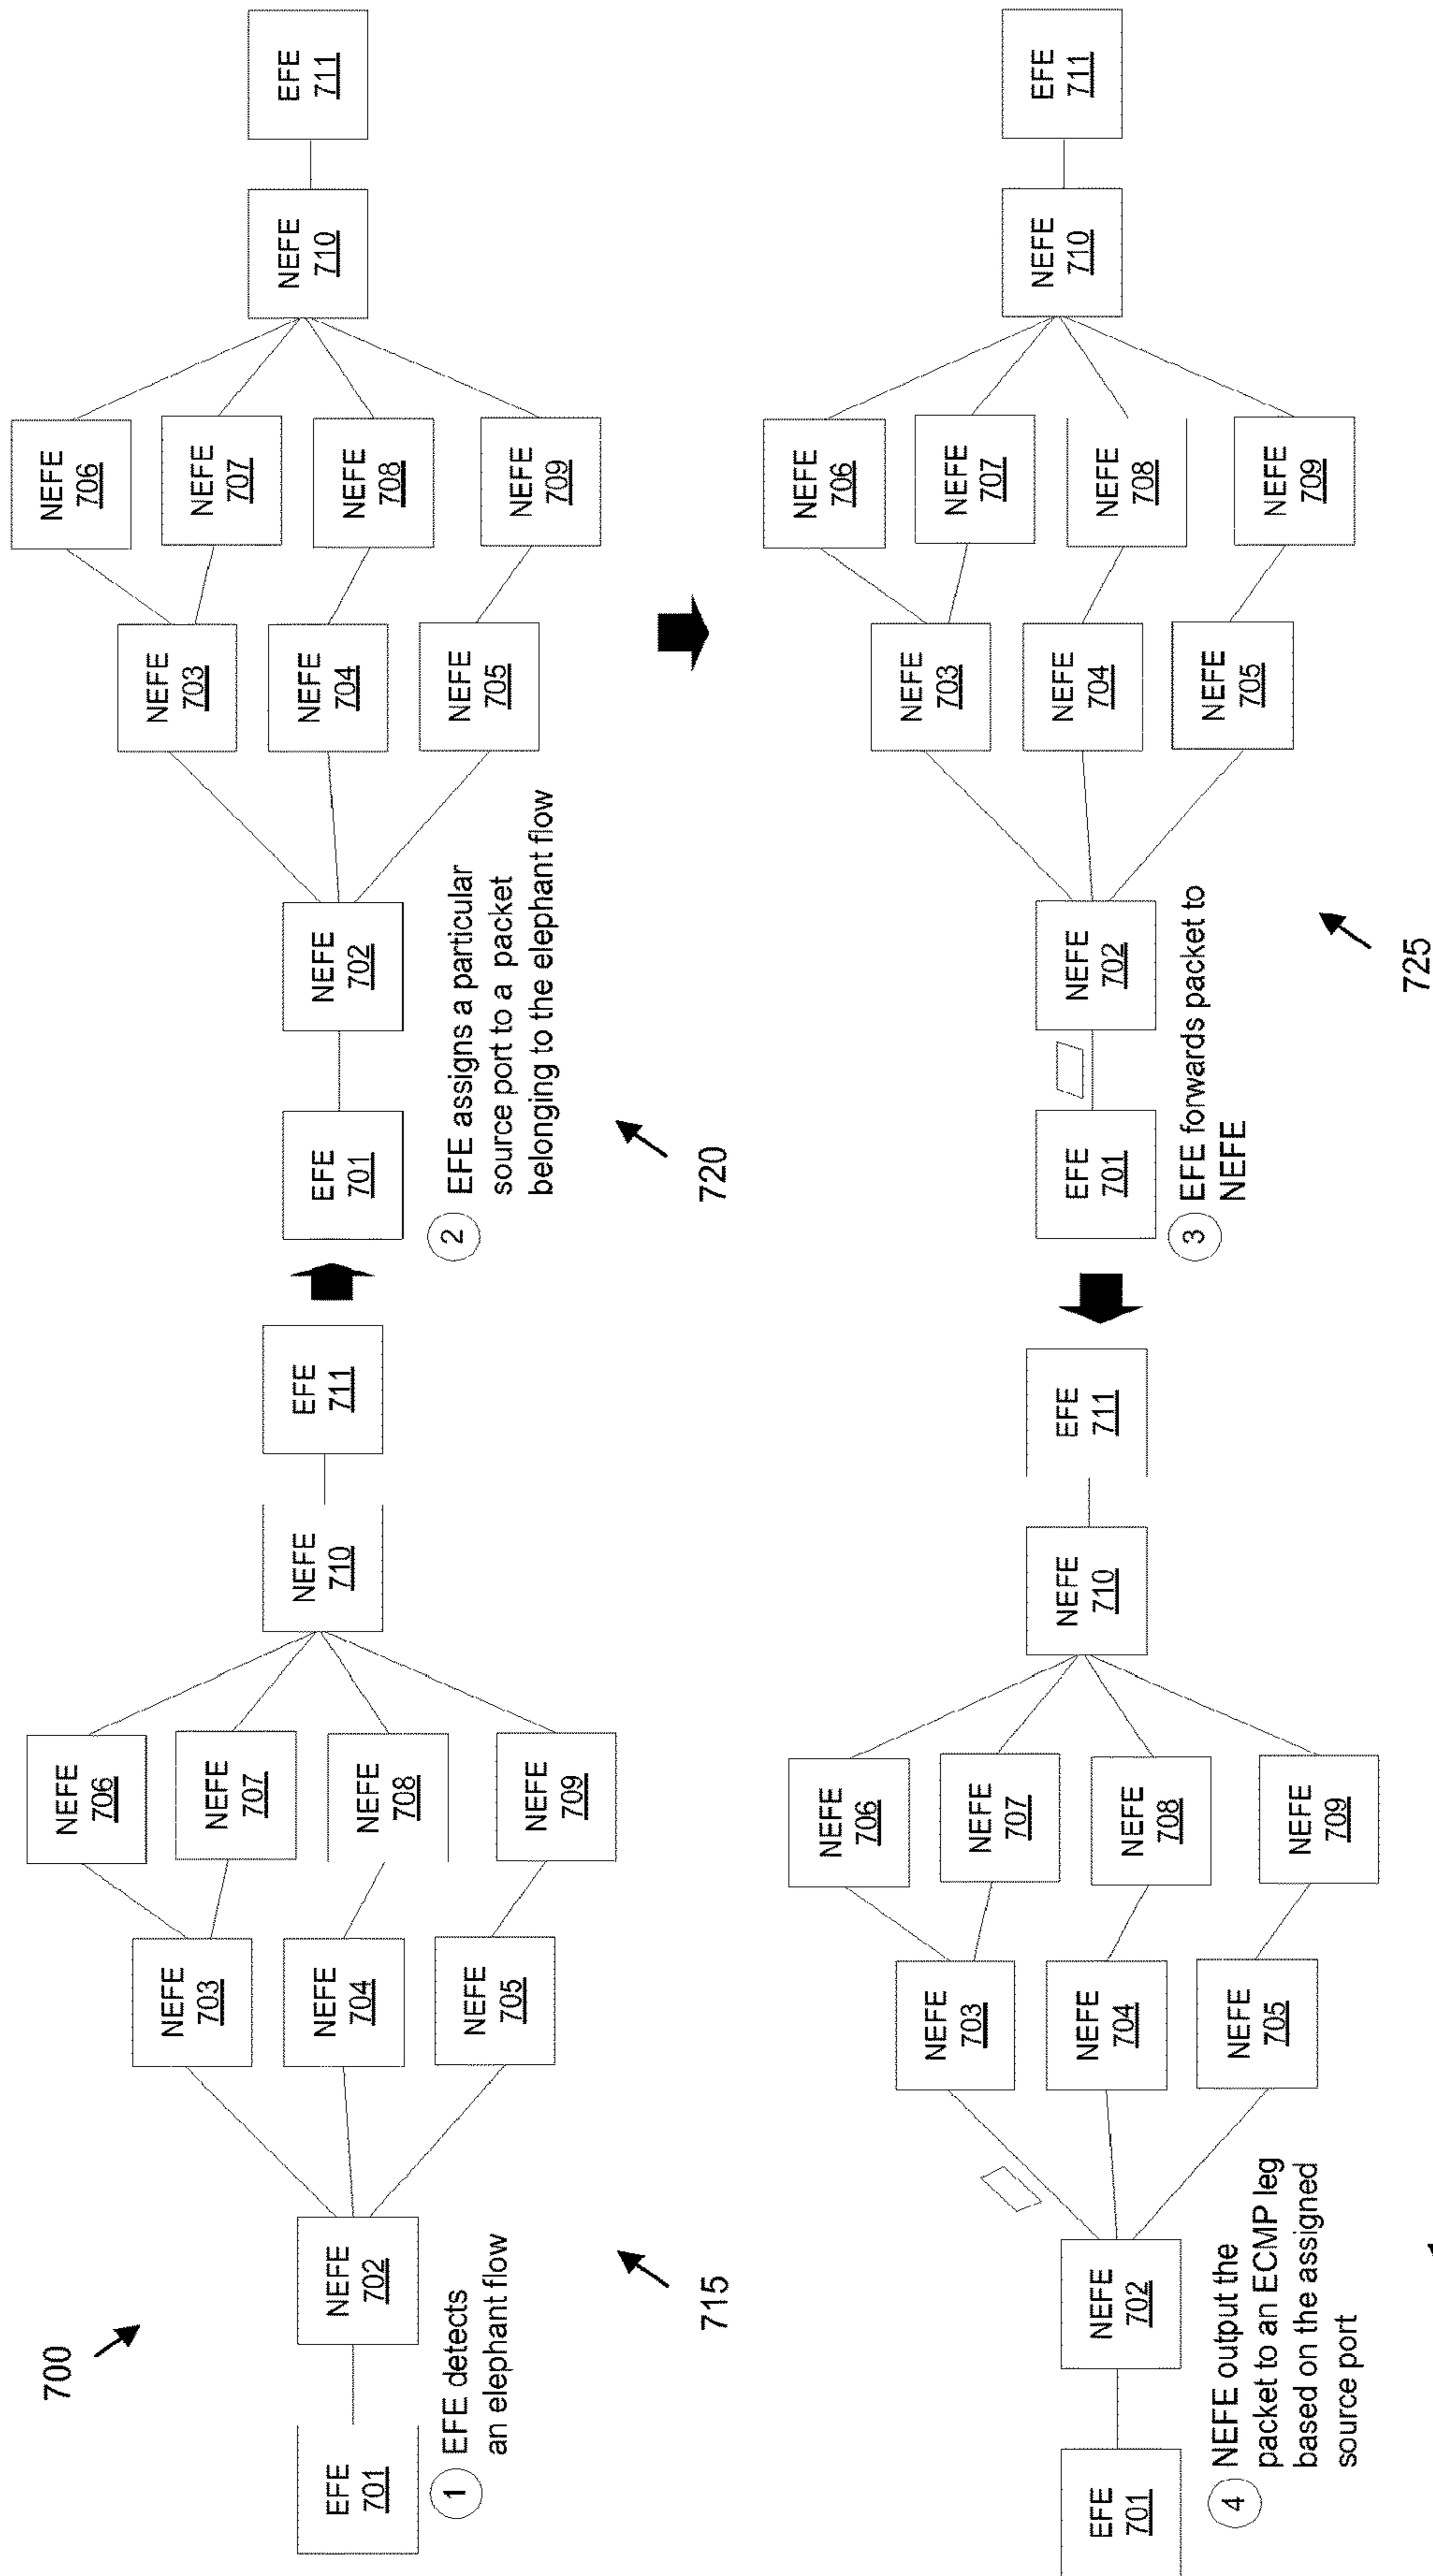 700
EFE
701
NEFE
702
NEFE
703
NEFE
704
NEFE
705
NEFE
706
NEFE
707
NEFE
708
NEFE
709
NEFE
710
EFE
711
1
EFE detects
an elephant flow
715
EFE
701
NEFE
702
NEFE
703
NEFE
704
NEFE
705
NEFE
706
NEFE
707
NEFE
708
NEFE
709
NEFE
710
EFE
711
2
EFE assigns a particular
source port to a packet
belonging to the elephant flow
720
EFE
701
NEFE
702
NEFE
703
NEFE
704
NEFE
705
NEFE
706
NEFE
707
NEFE
708
NEFE
709
NEFE
710
EFE
711
3
EFE forwards packet to
NEFE
725
EFE
701
NEFE
702
NEFE
703
NEFE
704
NEFE
705
NEFE
706
NEFE
707
NEFE
708
NEFE
709
NEFE
710
EFE
711
4
NEFE output the
packet to an ECMP leg
based on the assigned
source port